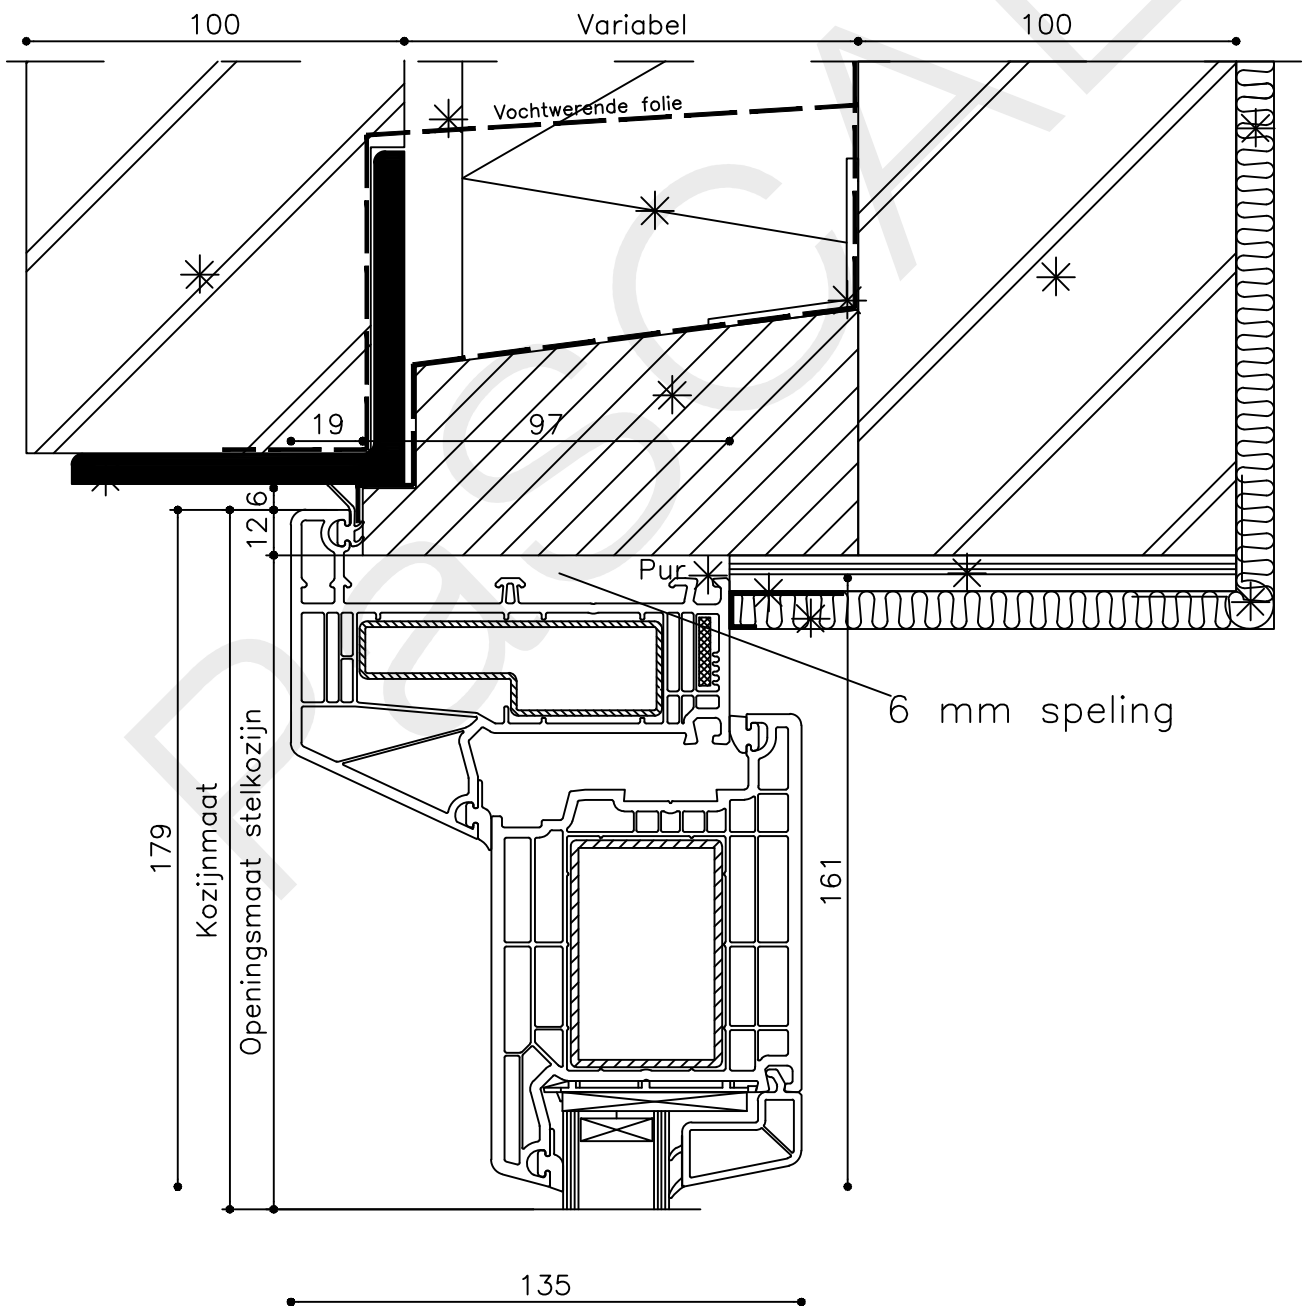 100
Variabel
100
Vochtwerende folie
19
97
6
12
Pur
6 mm speling
179
Kozijnmaat
Openingsmaat stelkozijn
161
135
PaSCAL